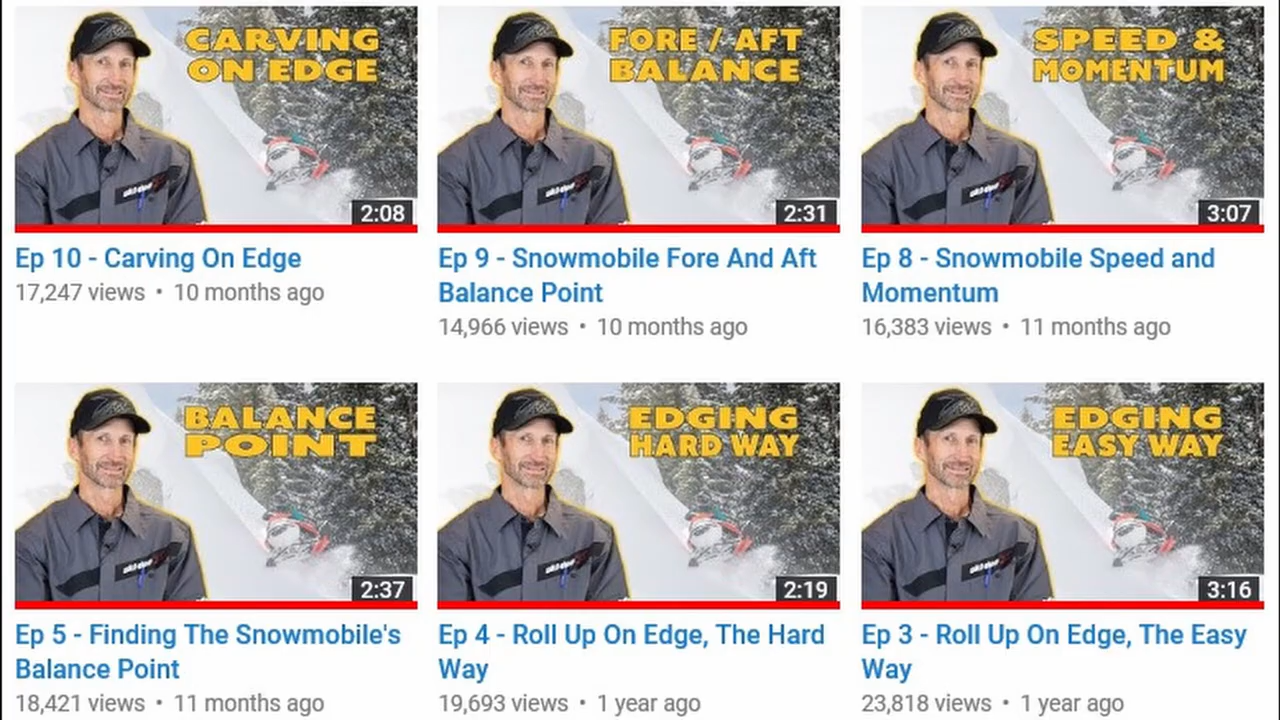 CARVING
ON EDGE
2:08
FORE / AFT
BALANCE
2:31
SPEED &
MOMENTUM
3:07
Ep 10 - Carving On Edge
17,247 views • 10 months ago
Ep 9 - Snowmobile Fore And Aft
Balance Point
14,966 views • 10 months ago
Ep 8 - Snowmobile Speed and
Momentum
16,383 views • 11 months ago
BALANCE
POINT
2:37
EDGING
HARD WAY
2:19
EDGING
EASY WAY
3:16
Ep 5 - Finding The Snowmobile's
Balance Point
18,421 views • 11 months ago
Ep 4 - Roll Up On Edge, The Hard
Way
19,693 views • 1 year ago
Ep 3 - Roll Up On Edge, The Easy
Way
23,818 views • 1 year ago